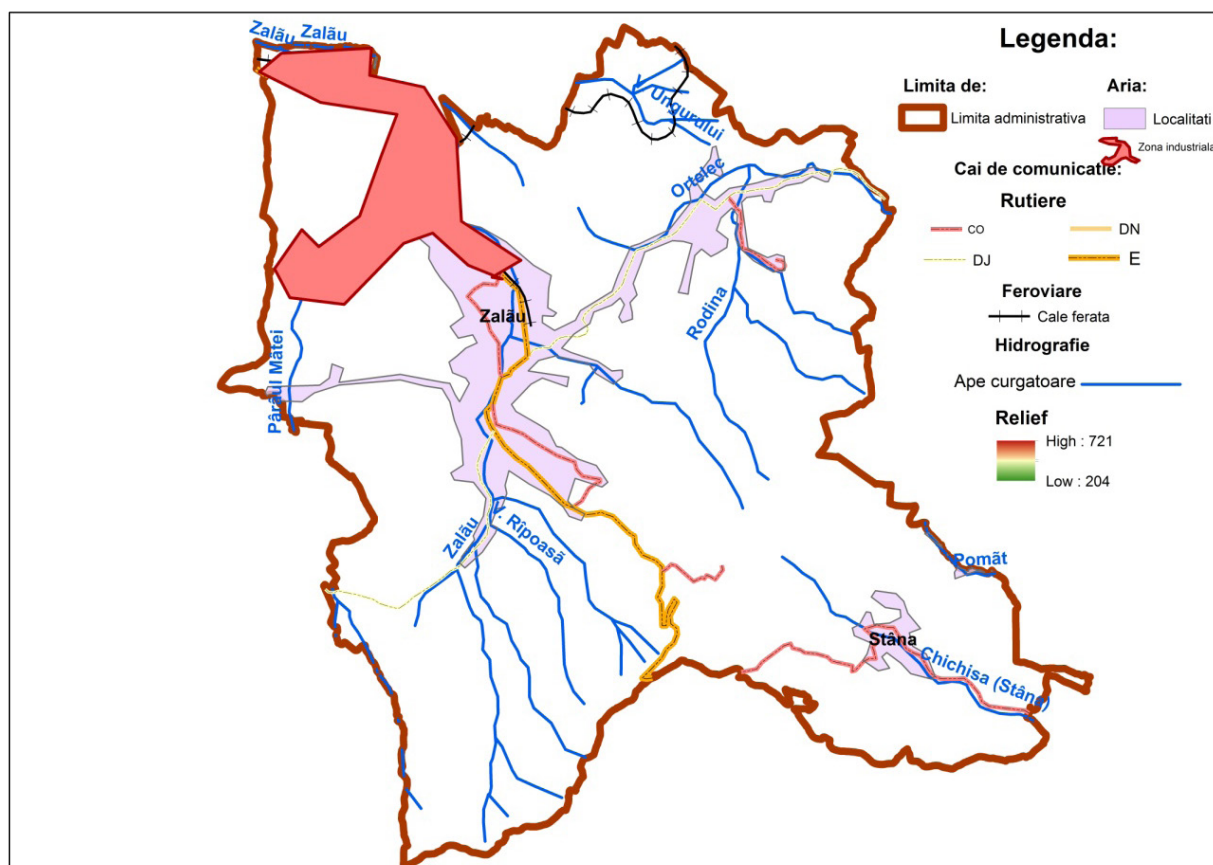 Legenda:
Limita de:
Limita administrativa
Aria:
Localitati
Zona industriala
Cai de comunicatie:
Rutiere
co
DN
DJ
E
Feroviare
Cale ferata
Hidrografie
Ape curgatoare
Relief
High : 721
Low : 204
Zalău
Zalău
Ungurului
Ortelec
Zalău
Rodina
Pârâul Mătei
Zalău
V. Rîpoasă
Pomăt
Stâna
Chichisa (Stâna)